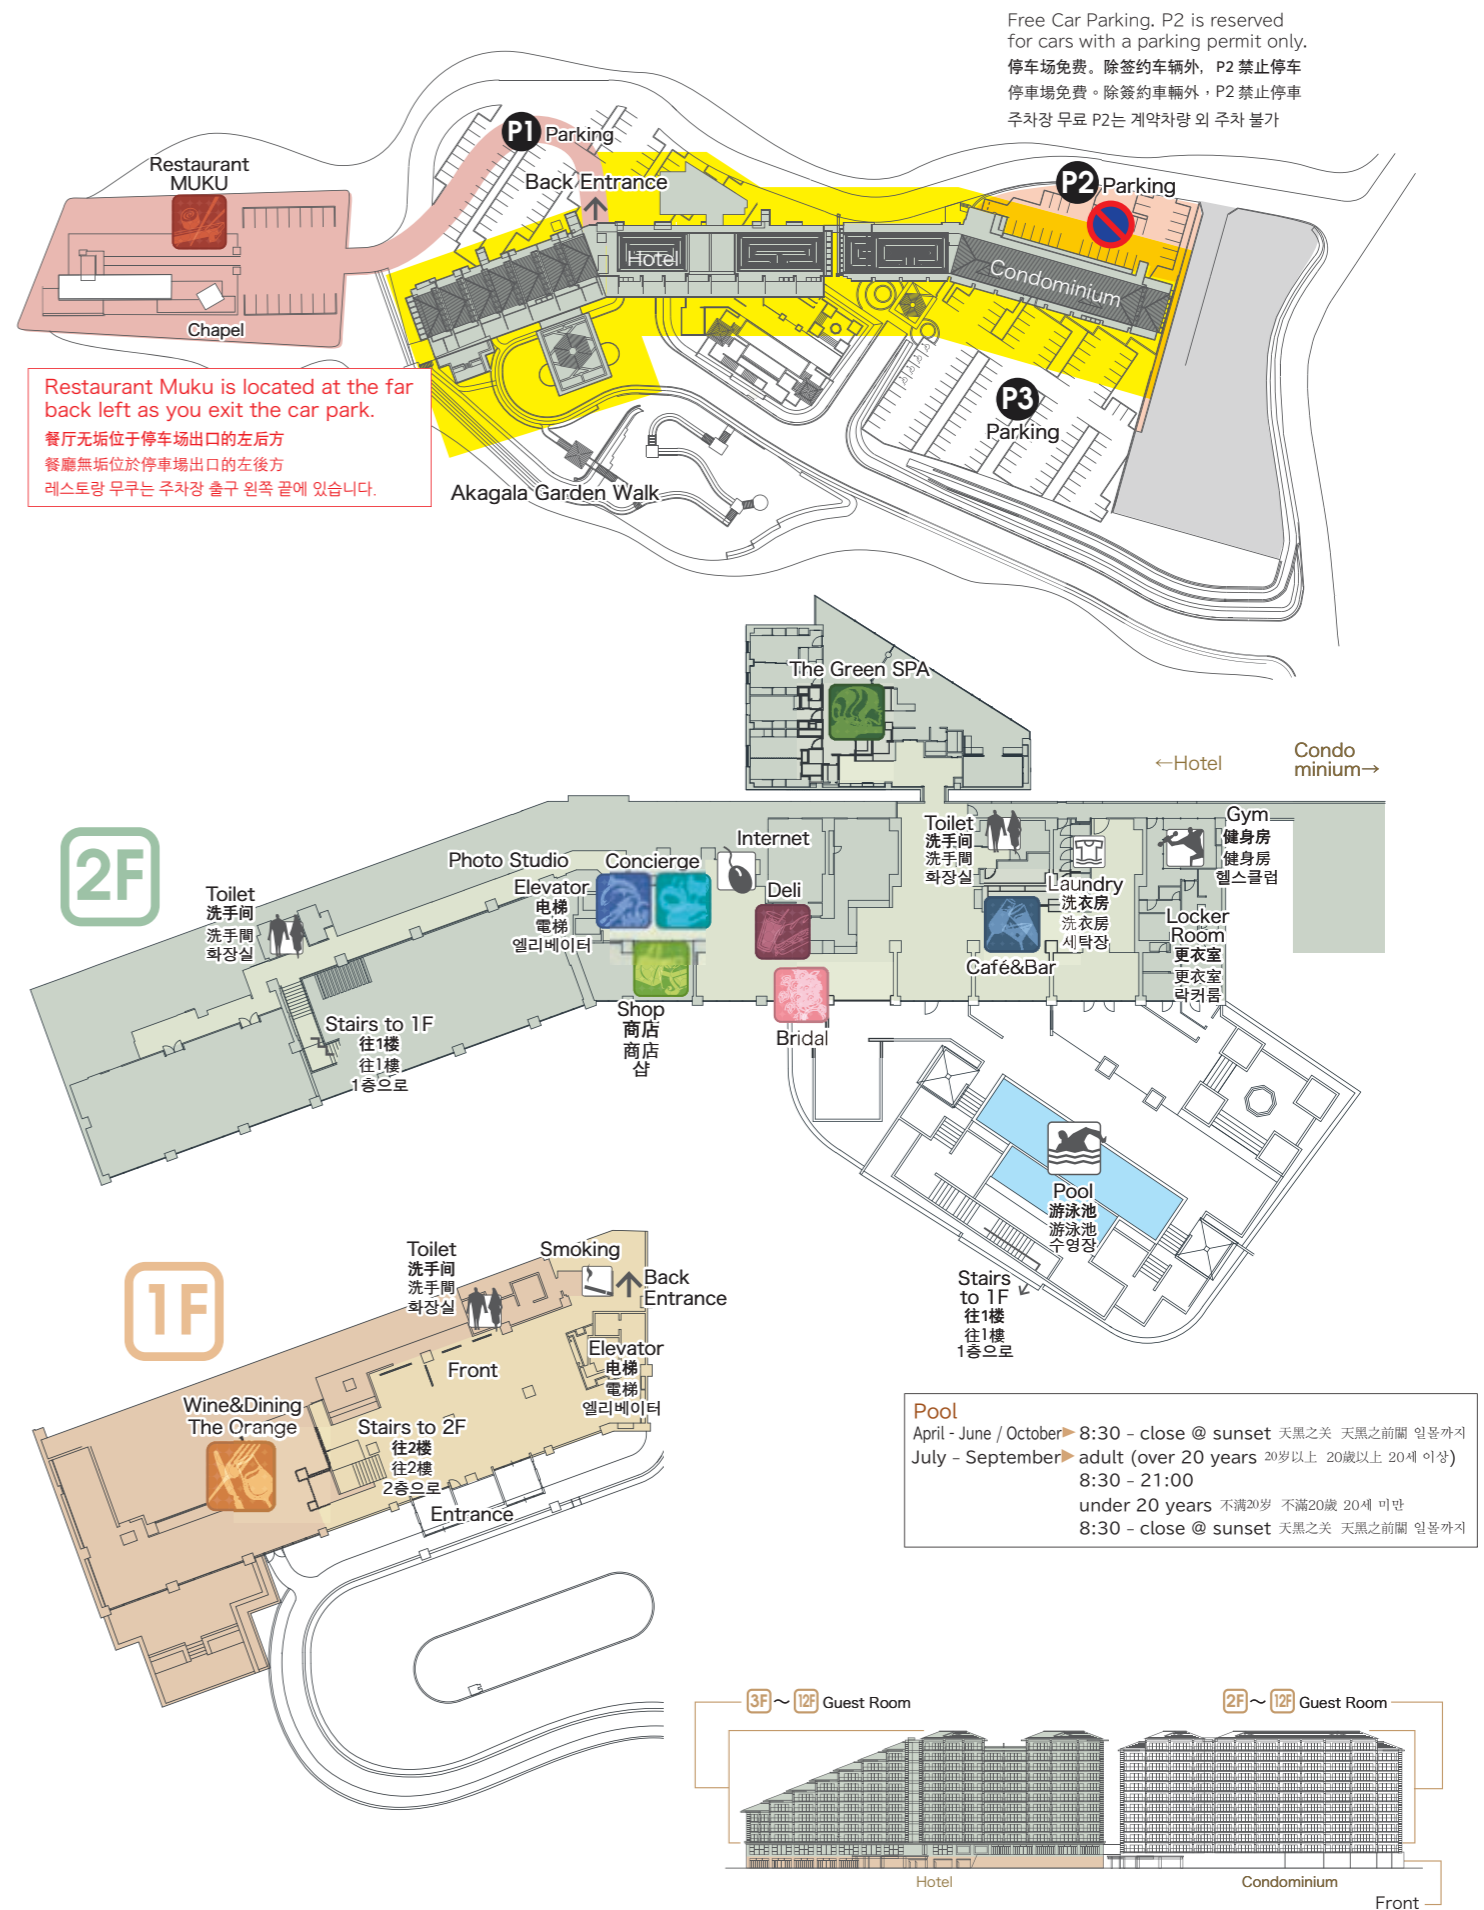 Free Car Parking. P2 is reserved
for cars with a parking permit only.
停车场免费。除签约车辆外, P2 禁止停车
停車場免費。除簽約車輛外，P2 禁止停車
주차장 무료 P2는 계약차량 외 주차 불가
P1 Parking
Restaurant
MUKU
Back Entrance
P2 Parking
Hotel
Condominium
Chapel
Restaurant Muku is located at the far
back left as you exit the car park.
餐厅无垢位于停车场出口的左后方
餐廳無垢位於停車場出口的左後方
레스토랑 무쿠는 주차장 출구 왼쪽 끝에 있습니다.
P3
Parking
Akagala Garden Walk
The Green SPA
←Hotel
Condo
minium→
2F
Toilet
洗手间
洗手間
화장실
Photo Studio
Concierge
Internet
Elevator
电梯
電梯
엘리베이터
Deli
Toilet
洗手间
洗手間
화장실
Laundry
洗衣房
洗衣房
세탁장
Gym
健身房
健身房
헬스클럽
Café&Bar
Locker
Room
更衣室
更衣室
락커룸
Stairs to 1F
往1楼
往1樓
1층으로
Shop
商店
商店
샵
Bridal
Pool
游泳池
游泳池
수영장
Stairs
to 1F
往1楼
往1樓
1층으로
1F
Toilet
洗手间
洗手間
화장실
Smoking
Back
Entrance
Front
Elevator
电梯
電梯
엘리베이터
Wine&Dining
The Orange
Stairs to 2F
往2楼
往2樓
2층으로
Entrance
Pool
April - June / October 8:30 – close @ sunset 天黑之关 天黑之前關 일몰까지
July – September adult (over 20 years 20岁以上 20歲以上 20세 이상)
8:30 – 21:00
under 20 years 不满20岁 不滿20歲 20세 미만
8:30 – close @ sunset 天黑之关 天黑之前關 일몰까지
3F～12F Guest Room
2F～12F Guest Room
Hotel
Condominium
Front